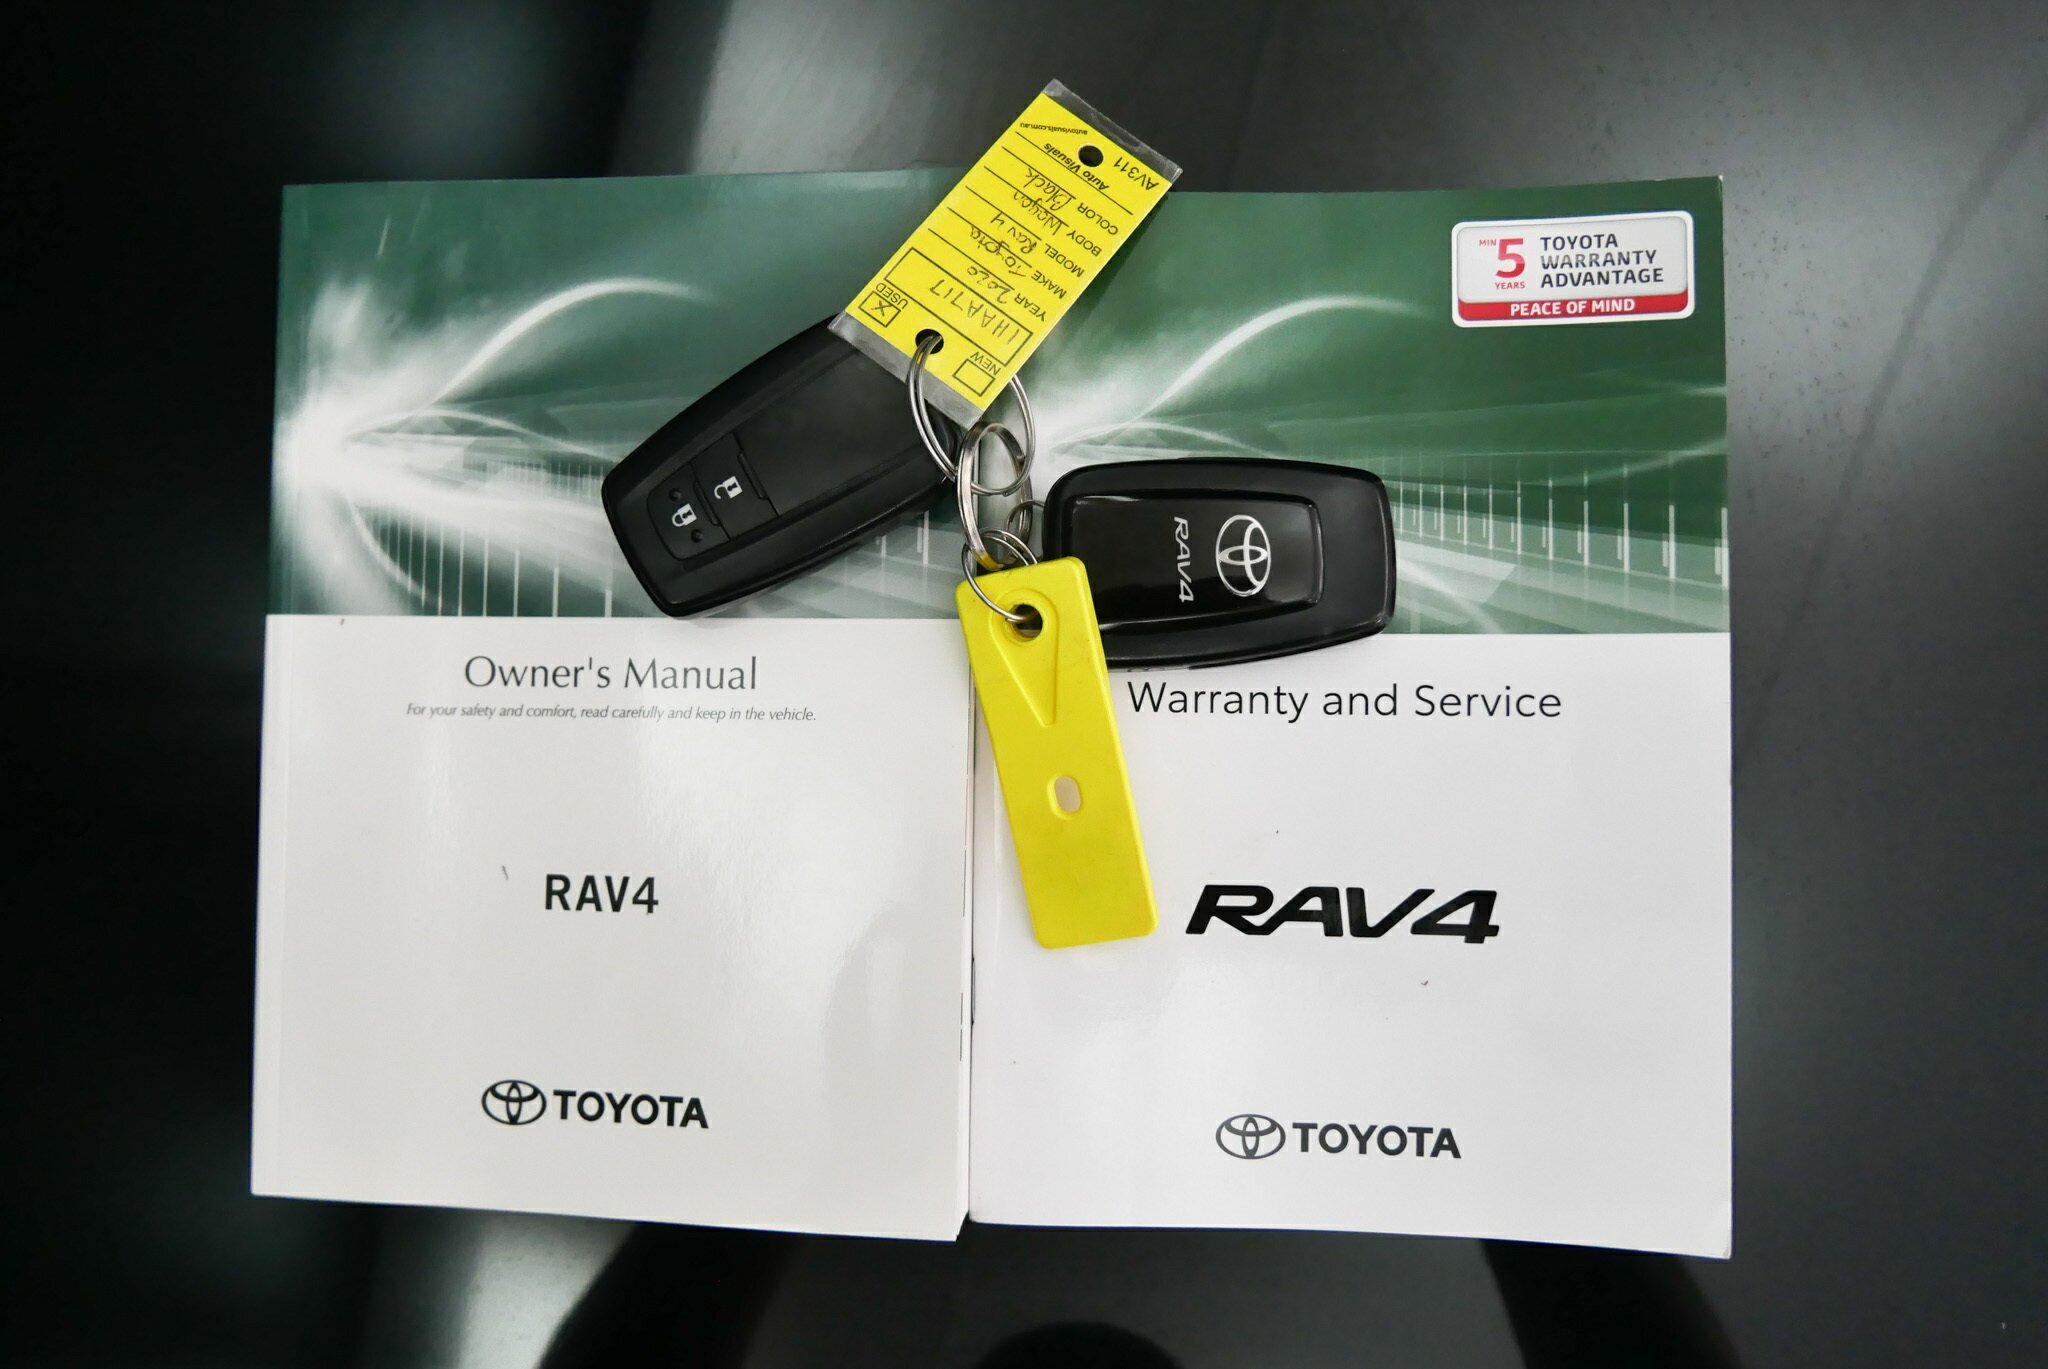 NEW
USED
1HAA7I7
YEAR 2020
MAKE Toyota
MODEL Rav 4
BODY Wagon
COLOR Black
Auto Visuals
autovisuals.com.au
AV311
MIN 5 YEARS
TOYOTA
WARRANTY
ADVANTAGE
PEACE OF MIND
RAV4
Owner's Manual
For your safety and comfort, read carefully and keep in the vehicle.
RAV4
TOYOTA
Warranty and Service
RAV4
TOYOTA